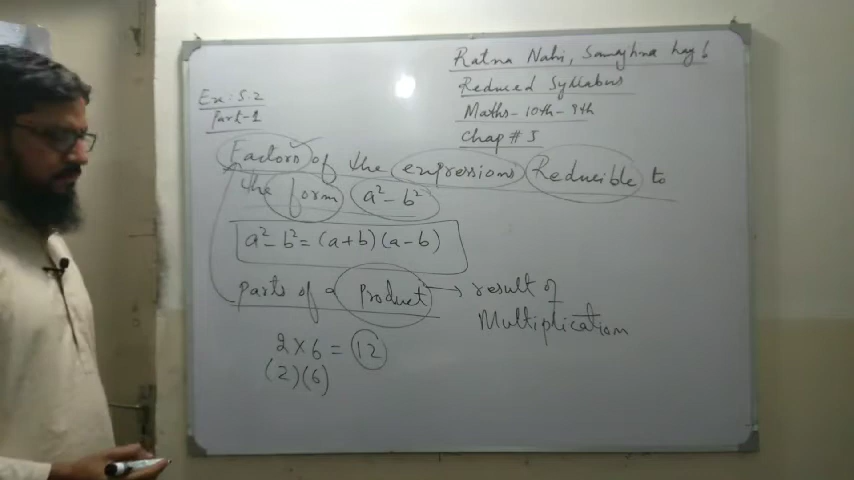 Ratna Nahi, Samajhna hay 6
Reduced Syllabus
Maths - 10th - 9th
Chap # 5
Ex: 5.2
Part-1
Factors of the expressions Reducible to
the form a² - b²
a² - b² = (a+b) (a-b)
parts of a Product → result of
Multiplication
2 × 6 = 12
(2)(6)